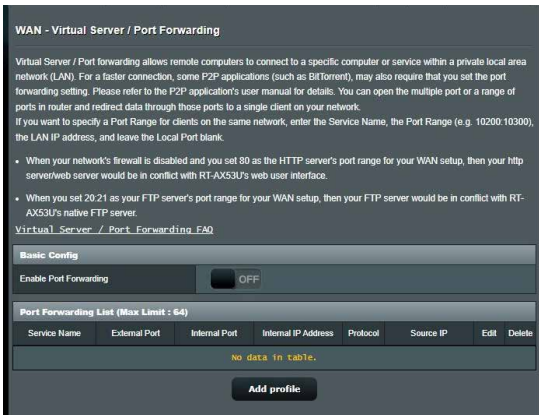 WAN - Virtual Server / Port Forwarding
Virtual Server / Port forwarding allows remote computers to connect to a specific computer or service within a private local area
network (LAN). For a faster connection, some P2P applications (such as BitTorrent), may also require that you set the port
forwarding setting. Please refer to the P2P application's user manual for details. You can open the multiple port or a range of
ports in router and redirect data through those ports to a single client on your network.
If you want to specify a Port Range for clients on the same network, enter the Service Name, the Port Range (e.g. 10200:10300),
the LAN IP address, and leave the Local Port blank.
• When your network's firewall is disabled and you set 80 as the HTTP server's port range for your WAN setup, then your http
server/web server would be in conflict with RT-AX53U's web user interface.
• When you set 20:21 as your FTP server's port range for your WAN setup, then your FTP server would be in conflict with RT-
AX53U's native FTP server.
Virtual Server / Port Forwarding FAQ
Basic Config
Enable Port Forwarding OFF
Port Forwarding List (Max Limit : 64)
Service Name External Port Internal Port Internal IP Address Protocol Source IP Edit Delete
No data in table.
Add profile